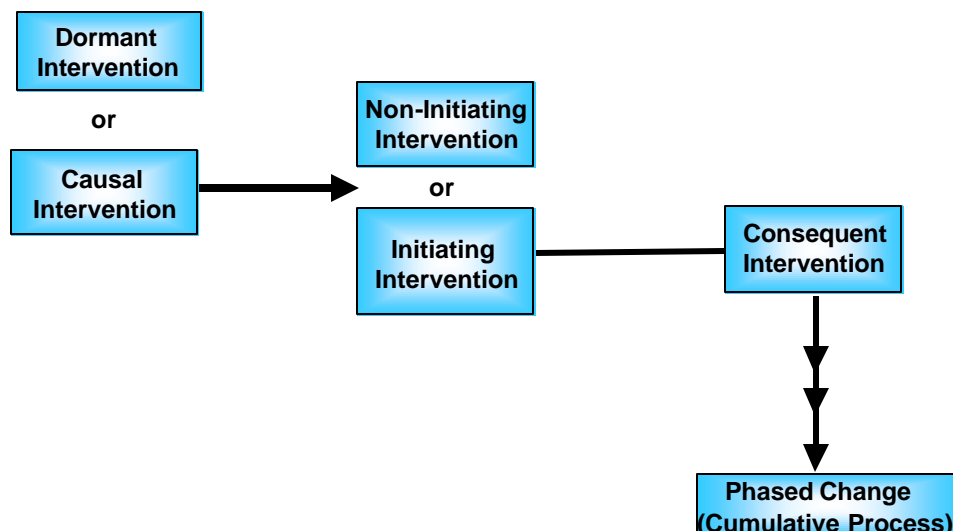 Dormant
Intervention
or
Causal
Intervention
Non-Initiating
Intervention
or
Initiating
Intervention
Consequent
Intervention
Phased Change
(Cumulative Process)